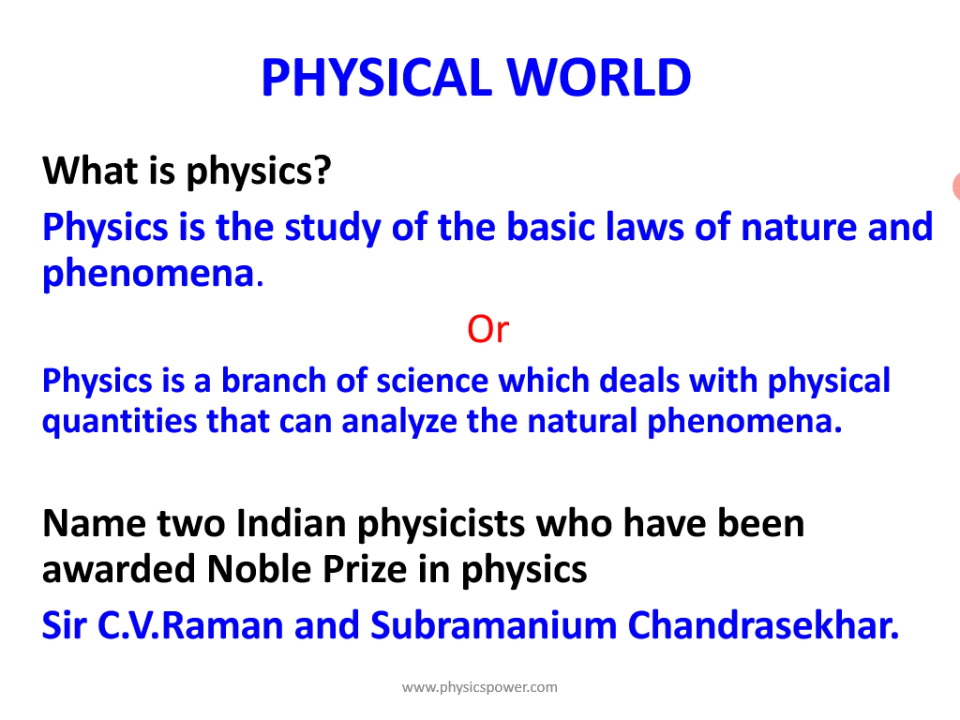 PHYSICAL WORLD
What is physics?
Physics is the study of the basic laws of nature and
phenomena.
Or
Physics is a branch of science which deals with physical
quantities that can analyze the natural phenomena.
Name two Indian physicists who have been
awarded Noble Prize in physics
Sir C.V.Raman and Subramanium Chandrasekhar.
www.physicspower.com